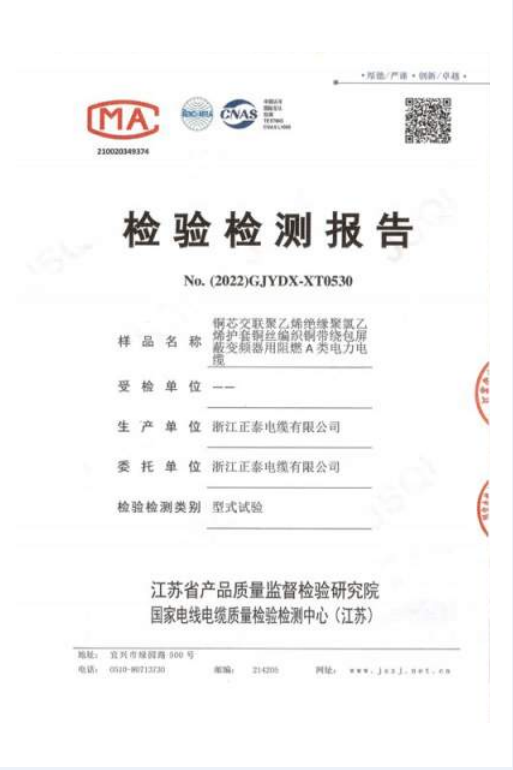 ·厚德/严谨·创新/卓越·
MA
ilac-MRA
CNAS
TESTING
210020349374
检验检测报告
No. (2022)GJYDX-XT0530
样品名称 铜芯交联聚乙烯绝缘聚氯乙
烯护套铜丝编织铜带绕包屏
蔽变频器用阻燃 A 类电力电
缆
受检单位 ——
生产单位 浙江正泰电缆有限公司
委托单位 浙江正泰电缆有限公司
检验检测类别 型式试验
江苏省产品质量监督检验研究院
国家电线电缆质量检验检测中心（江苏）
地址： 宜兴市绿园路 500 号
电话： 0510-80713730 邮编： 214205 网址： www.jszj.net.cn